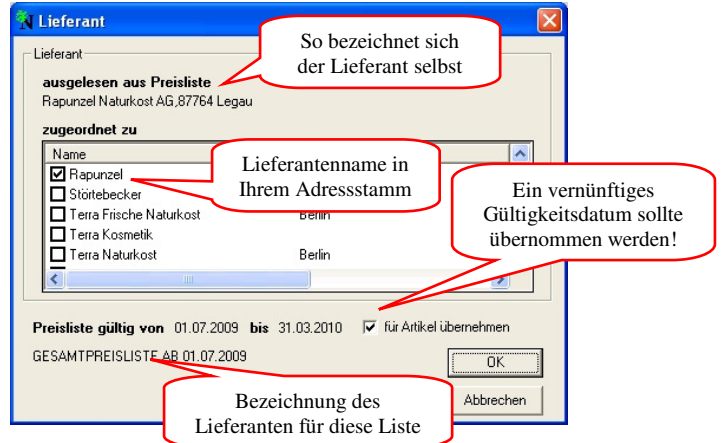 Lieferant
So bezeichnet sich
der Lieferant selbst
Lieferant
ausgelesen aus Preisliste
Rapunzel Naturkost AG,87764 Legau
zugeordnet zu
Name
Lieferantenname in
Ihrem Adressstamm
Rapunzel
Störtebecker
Terra Frische Naturkost Berlin
Terra Kosmetik
Terra Naturkost Berlin
Ein vernünftiges
Gültigkeitsdatum sollte
übernommen werden!
Preisliste gültig von 01.07.2009 bis 31.03.2010 für Artikel übernehmen
GESAMTPREISLISTE AB 01.07.2009
OK
Abbrechen
Bezeichnung des
Lieferanten für diese Liste